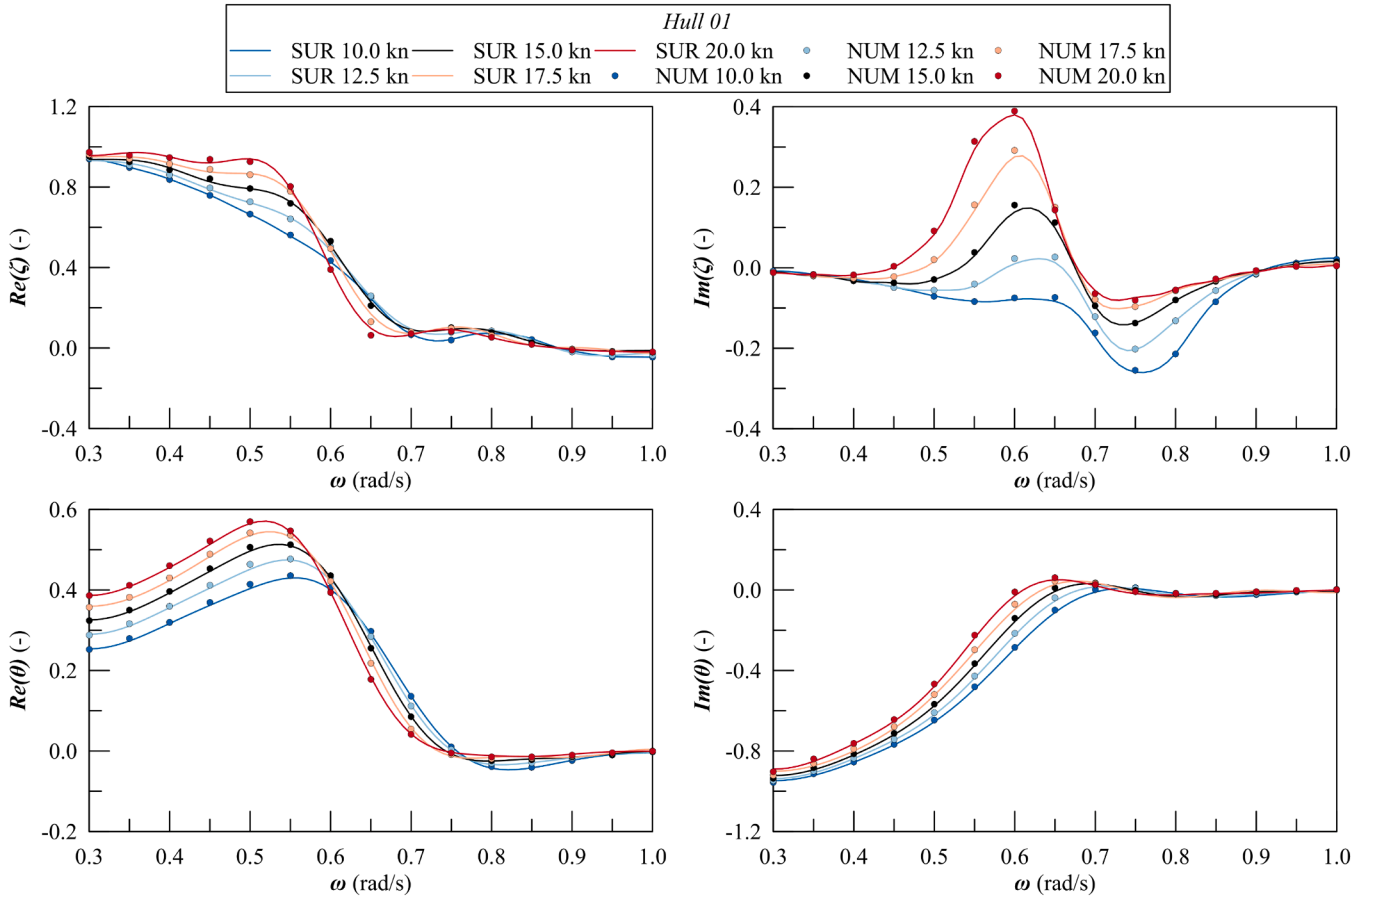 Hull 01
SUR 10.0 kn SUR 15.0 kn SUR 20.0 kn NUM 12.5 kn NUM 17.5 kn
SUR 12.5 kn SUR 17.5 kn NUM 10.0 kn NUM 15.0 kn NUM 20.0 kn
1.2
0.8
0.4
0.0
-0.4
Re(ζ) (-)
0.3 0.4 0.5 0.6 0.7 0.8 0.9 1.0
ω (rad/s)
0.4
0.2
0.0
-0.2
-0.4
Im(ζ) (-)
0.3 0.4 0.5 0.6 0.7 0.8 0.9 1.0
ω (rad/s)
0.6
0.4
0.2
0.0
-0.2
Re(θ) (-)
0.3 0.4 0.5 0.6 0.7 0.8 0.9 1.0
ω (rad/s)
0.4
0.0
-0.4
-0.8
-1.2
Im(θ) (-)
0.3 0.4 0.5 0.6 0.7 0.8 0.9 1.0
ω (rad/s)